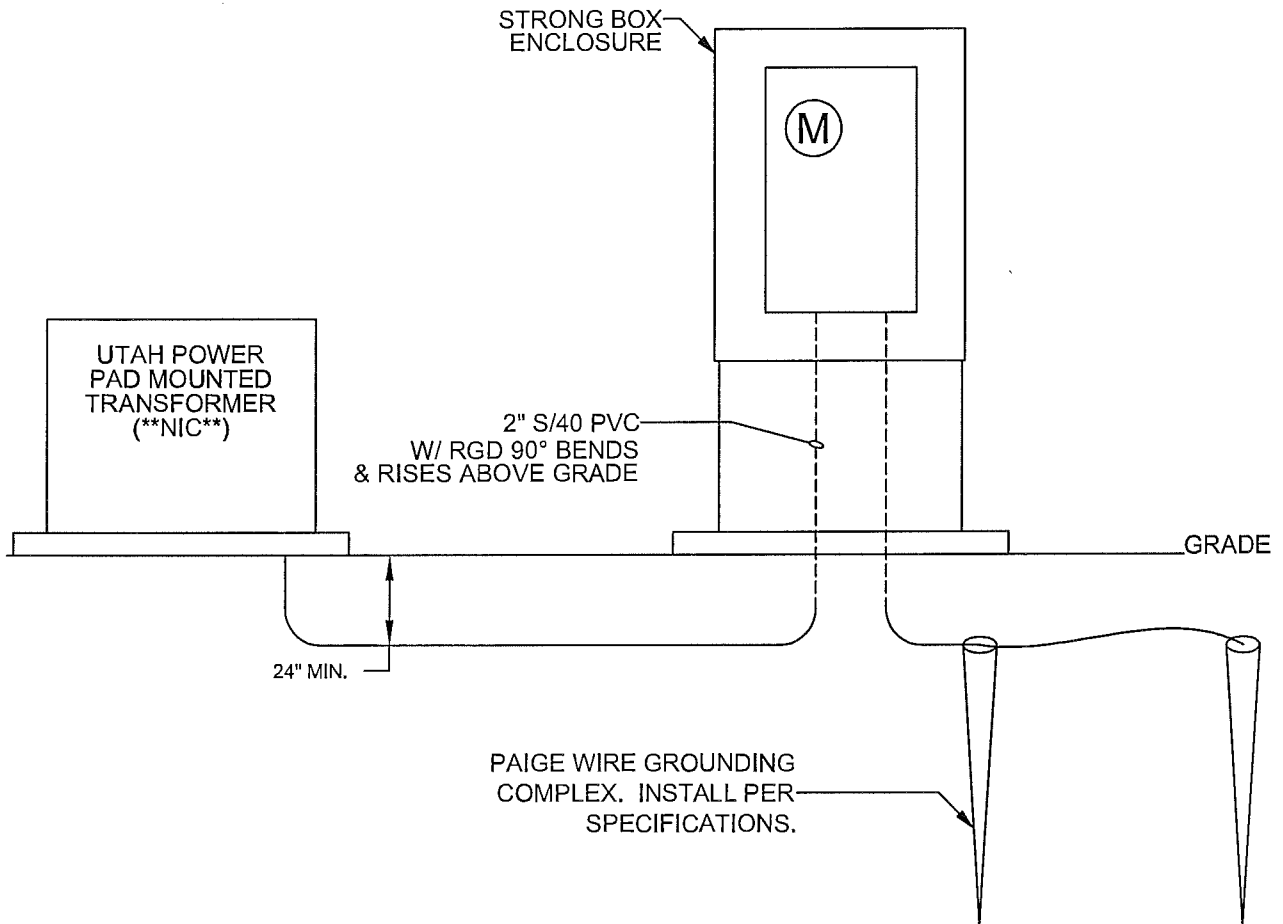 STRONG BOX
ENCLOSURE
M
UTAH POWER
PAD MOUNTED
TRANSFORMER
(**NIC**)
2" S/40 PVC
W/ RGD 90° BENDS
& RISES ABOVE GRADE
GRADE
24" MIN.
PAIGE WIRE GROUNDING
COMPLEX. INSTALL PER
SPECIFICATIONS.